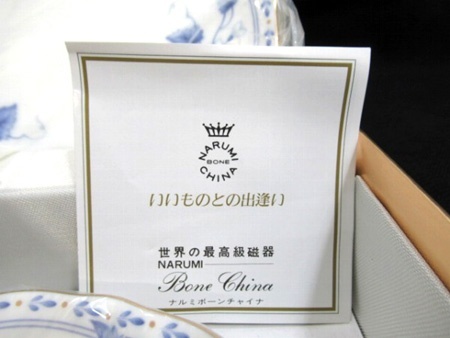 NARUMI
BONE
CHINA
いいものとの出逢い
世界の最高級磁器
NARUMI
Bone China
ナルミボーンチャイナ